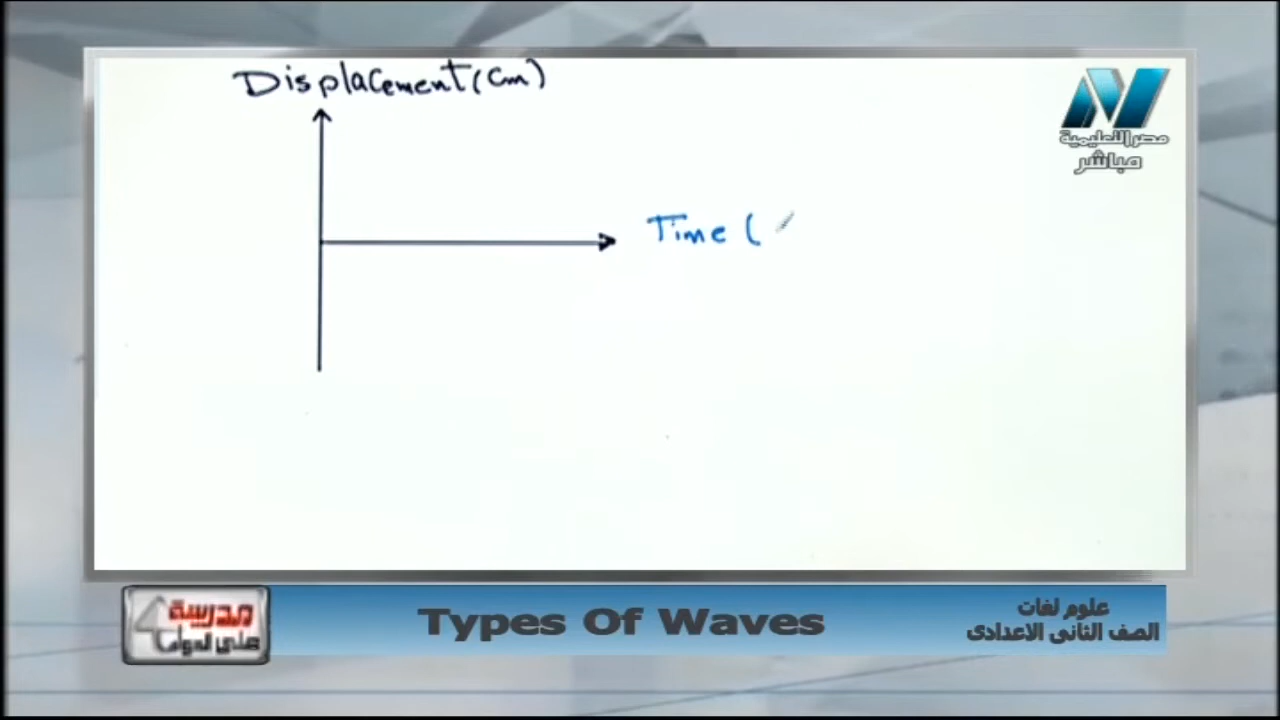 Displacement(cm)
Time (
مصر التعليمية
مباشر
مدرسة
على الهواء
Types Of Waves
علوم لغات
الصف الثانى الاعدادى